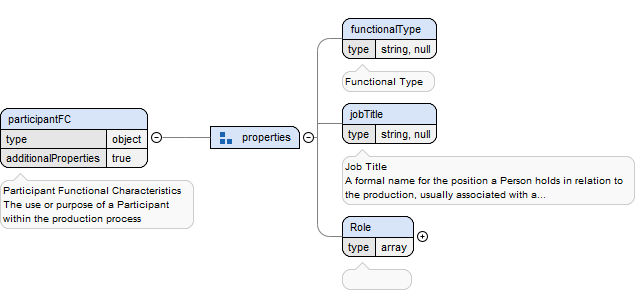 functionalType
type string, null
Functional Type
participantFC
type object
additionalProperties true
Participant Functional Characteristics
The use or purpose of a Participant
within the production process
properties
jobTitle
type string, null
Job Title
A formal name for the position a Person holds in relation to
the production, usually associated with a...
Role
type array